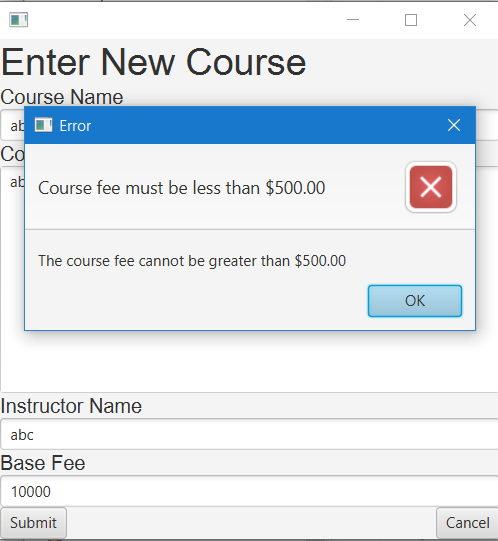 Enter New Course
Course Name
ab
Error
Co
ab
Course fee must be less than $500.00
The course fee cannot be greater than $500.00
OK
Instructor Name
abc
Base Fee
10000
Submit
Cancel